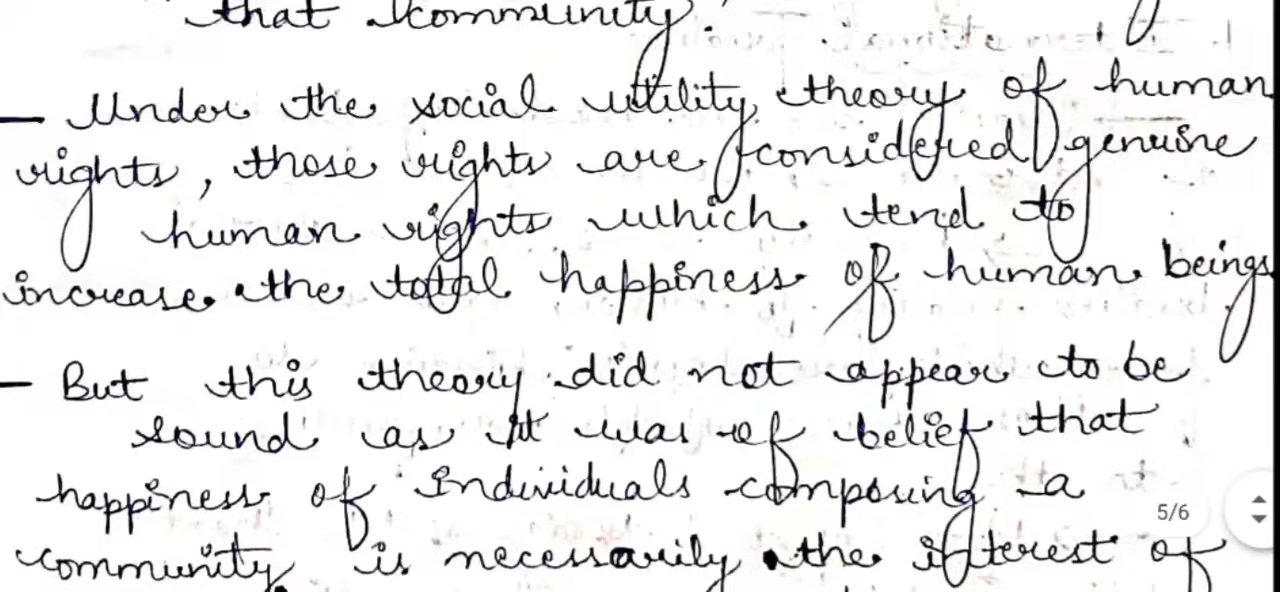 that community.
— Under the social utility theory of human
rights, those rights are considered genuine
human rights which tend to
increase the total happiness of human beings
— But this theory did not appear to be
sound as it was of belief that
happiness of individuals composing a
5/6
community is necessarily the interest of